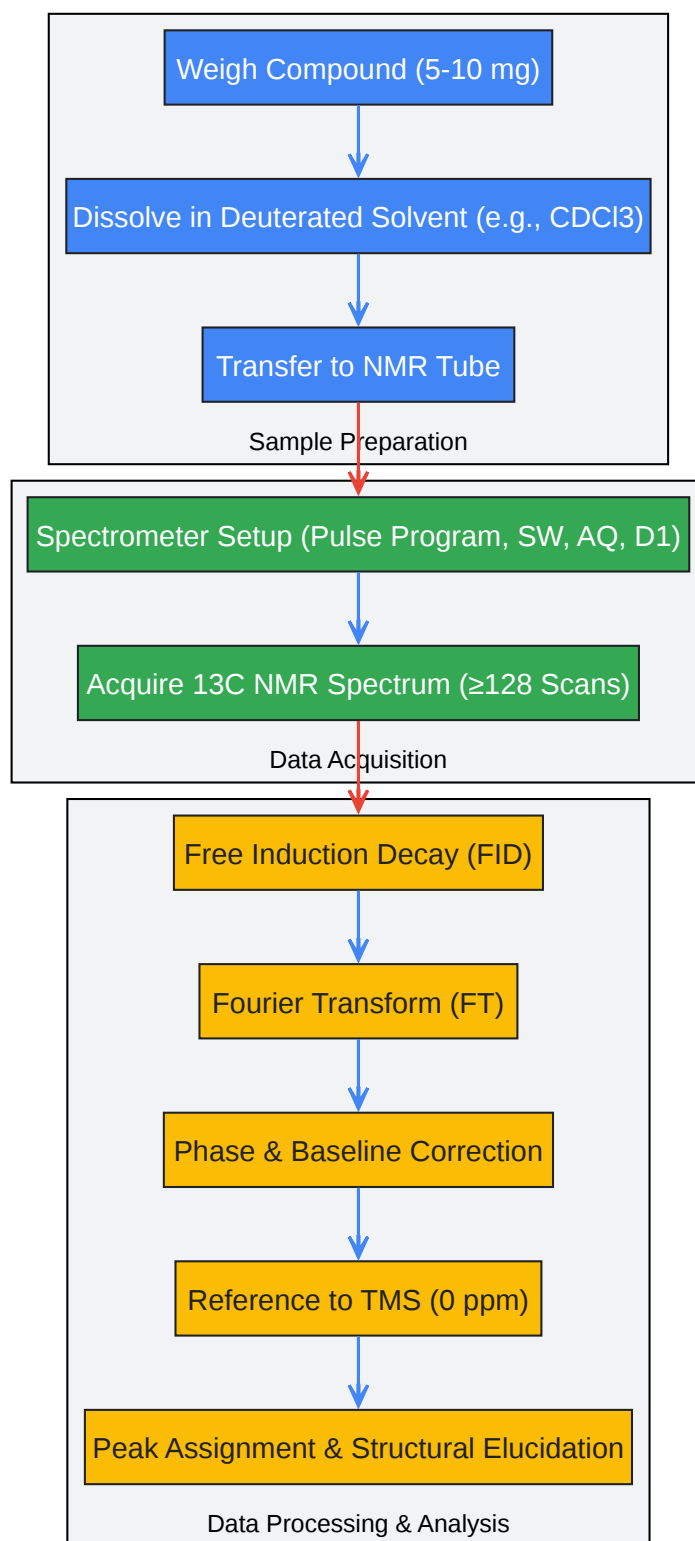 Weigh Compound (5-10 mg)
Dissolve in Deuterated Solvent (e.g., CDCl3)
Transfer to NMR Tube
Sample Preparation
Spectrometer Setup (Pulse Program, SW, AQ, D1)
Acquire 13C NMR Spectrum (≥128 Scans)
Data Acquisition
Free Induction Decay (FID)
Fourier Transform (FT)
Phase & Baseline Correction
Reference to TMS (0 ppm)
Peak Assignment & Structural Elucidation
Data Processing & Analysis